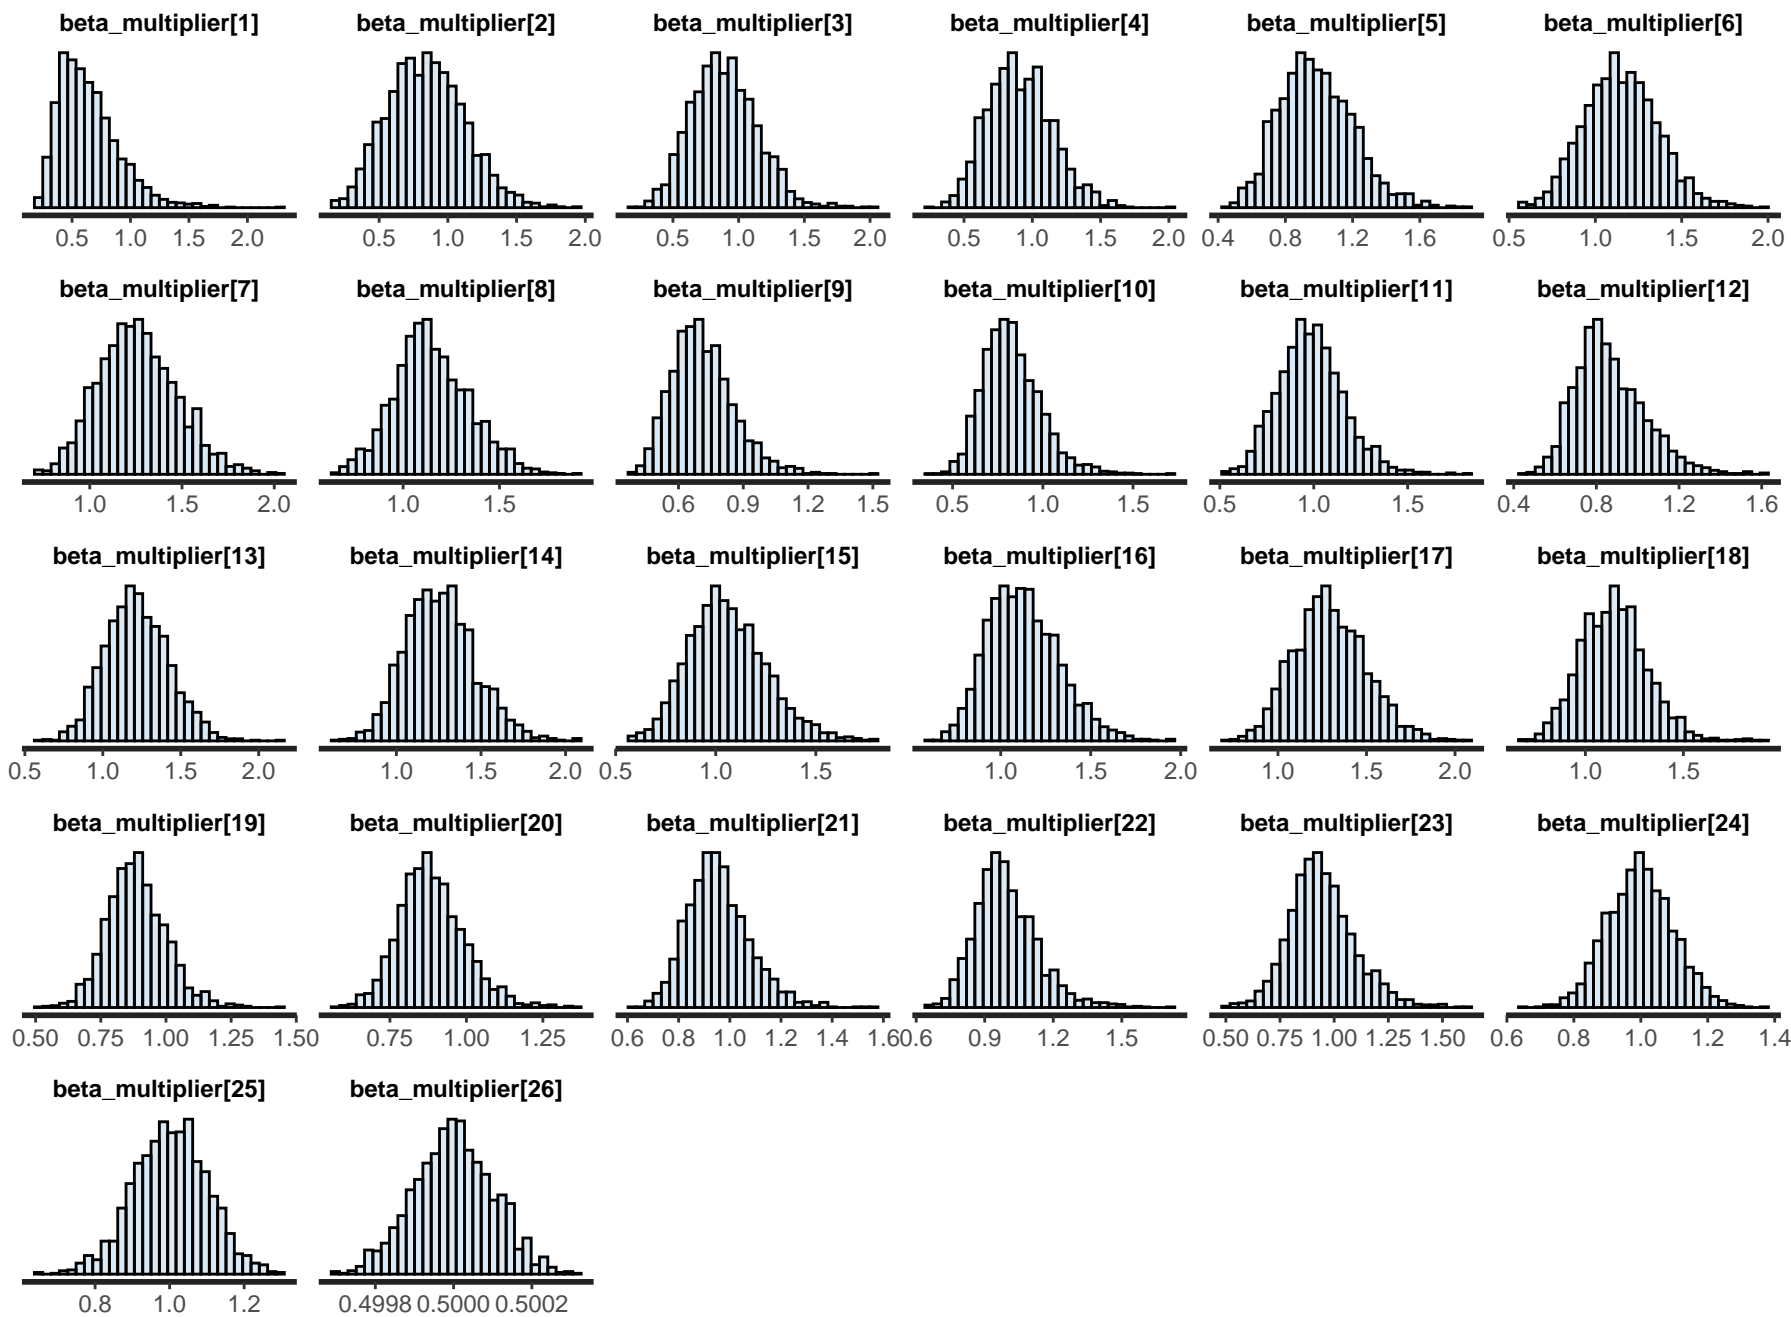 beta_multiplier[1] beta_multiplier[2] beta_multiplier[3] beta_multiplier[4] beta_multiplier[5] beta_multiplier[6]
0.5 1.0 1.5 2.0 0.5 1.0 1.5 2.0 0.5 1.0 1.5 2.0 0.5 1.0 1.5 2.0 0.4 0.8 1.2 1.6 0.5 1.0 1.5 2.0
beta_multiplier[7] beta_multiplier[8] beta_multiplier[9] beta_multiplier[10] beta_multiplier[11] beta_multiplier[12]
1.0 1.5 2.0 1.0 1.5 0.6 0.9 1.2 1.5 0.5 1.0 1.5 0.5 1.0 1.5 0.4 0.8 1.2 1.6
beta_multiplier[13] beta_multiplier[14] beta_multiplier[15] beta_multiplier[16] beta_multiplier[17] beta_multiplier[18]
0.5 1.0 1.5 2.0 1.0 1.5 2.0 0.5 1.0 1.5 1.0 1.5 2.0 1.0 1.5 2.0 1.0 1.5
beta_multiplier[19] beta_multiplier[20] beta_multiplier[21] beta_multiplier[22] beta_multiplier[23] beta_multiplier[24]
0.50 0.75 1.00 1.25 1.50 0.75 1.00 1.25 0.6 0.8 1.0 1.2 1.4 1.6 0.6 0.9 1.2 1.5 0.50 0.75 1.00 1.25 1.50 0.6 0.8 1.0 1.2 1.4
beta_multiplier[25] beta_multiplier[26]
0.8 1.0 1.2 0.4998 0.5000 0.5002